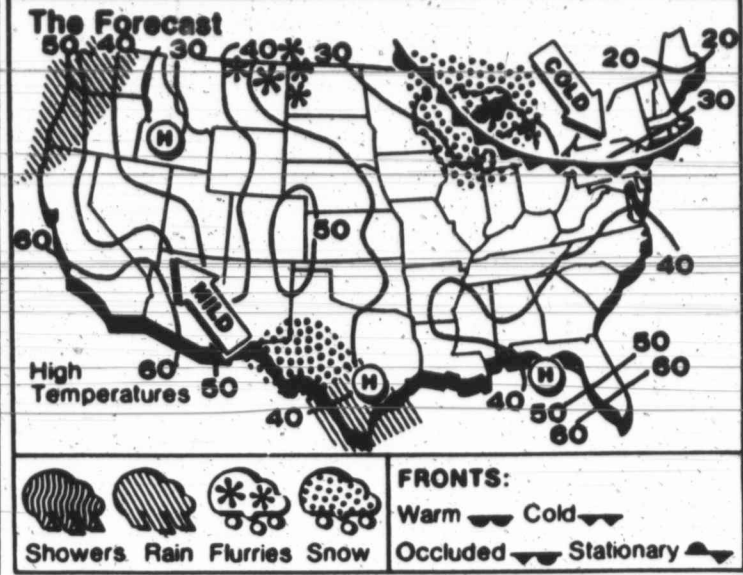 The Forecast
50 40 30 40 30
20 20
COLD
30
H
60
50
MILD
40
High
Temperatures
60 50
40
H
40
H
50
60
50
60
Showers Rain Flurries Snow
FRONTS:
Warm Cold
Occluded Stationary